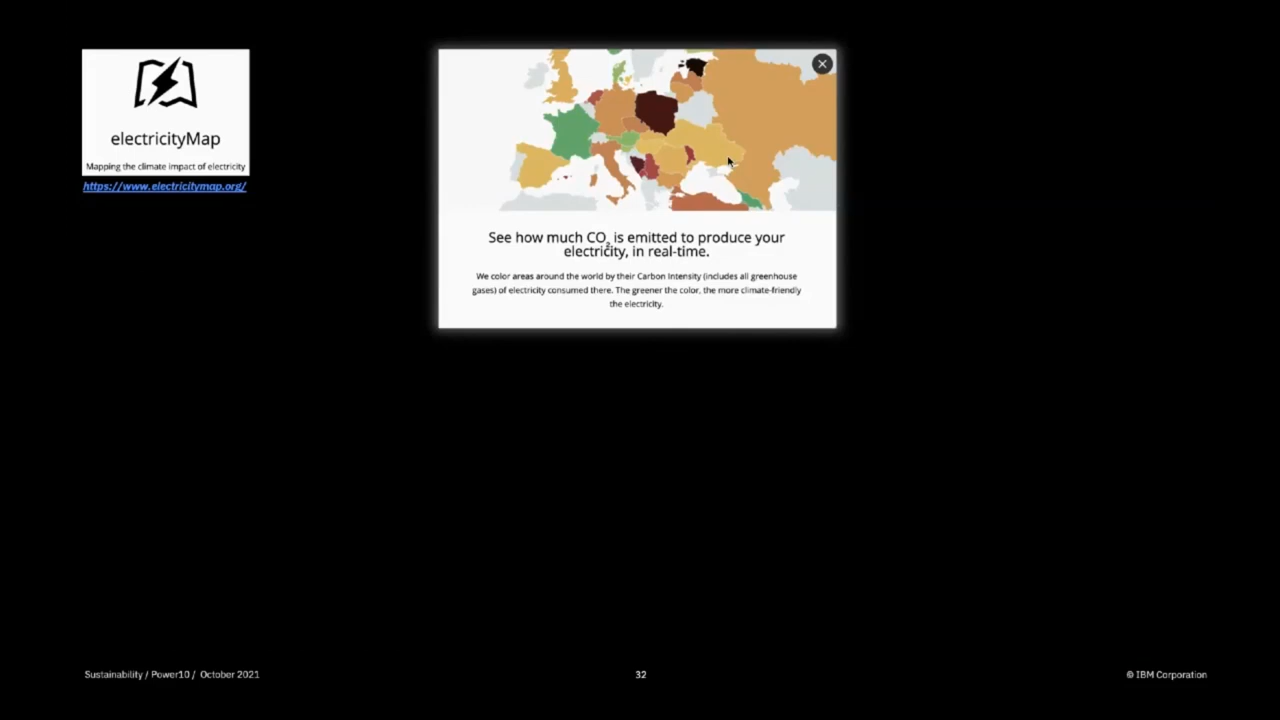 electricityMap
Mapping the climate impact of electricity
https://www.electricitymap.org/
See how much CO₂ is emitted to produce your
electricity, in real-time.
We color areas around the world by their Carbon Intensity (includes all greenhouse
gases) of electricity consumed there. The greener the color, the more climate-friendly
the electricity.
Sustainability / Power10 / October 2021
32
© IBM Corporation